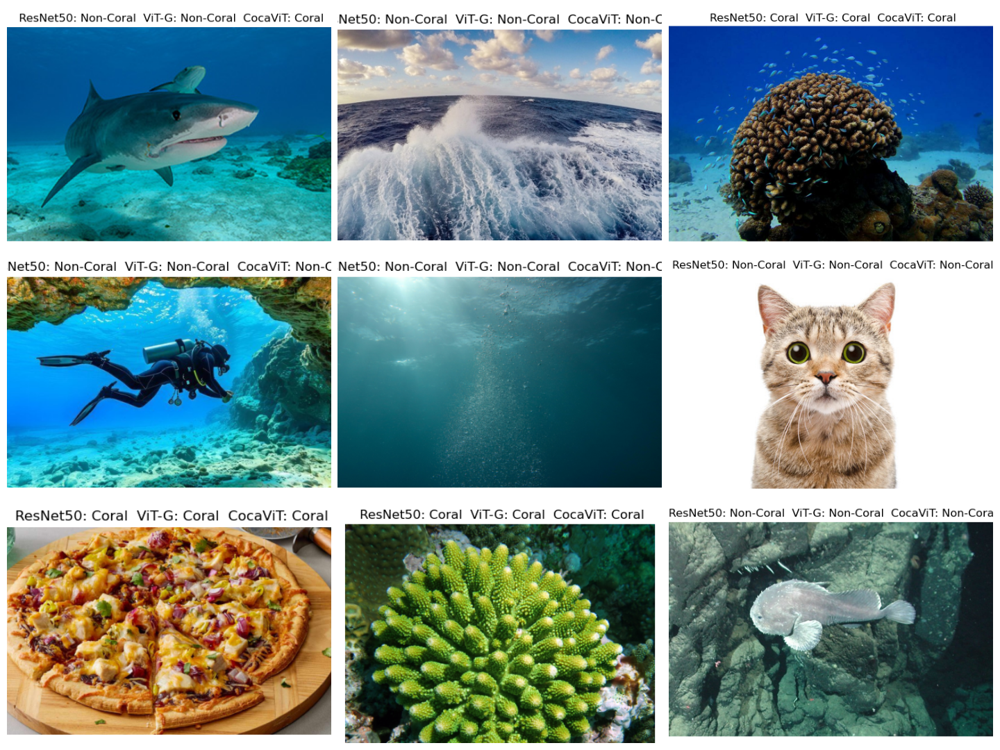 ResNet50: Non-Coral ViT-G: Non-Coral CocaViT: Coral
Net50: Non-Coral ViT-G: Non-Coral CocaViT: Non-C
ResNet50: Coral ViT-G: Coral CocaViT: Coral
Net50: Non-Coral ViT-G: Non-Coral CocaViT: Non-C
Net50: Non-Coral ViT-G: Non-Coral CocaViT: Non-C
ResNet50: Non-Coral ViT-G: Non-Coral CocaViT: Non-Coral
ResNet50: Coral ViT-G: Coral CocaViT: Coral
ResNet50: Coral ViT-G: Coral CocaViT: Coral
ResNet50: Non-Coral ViT-G: Non-Coral CocaViT: Non-Cora